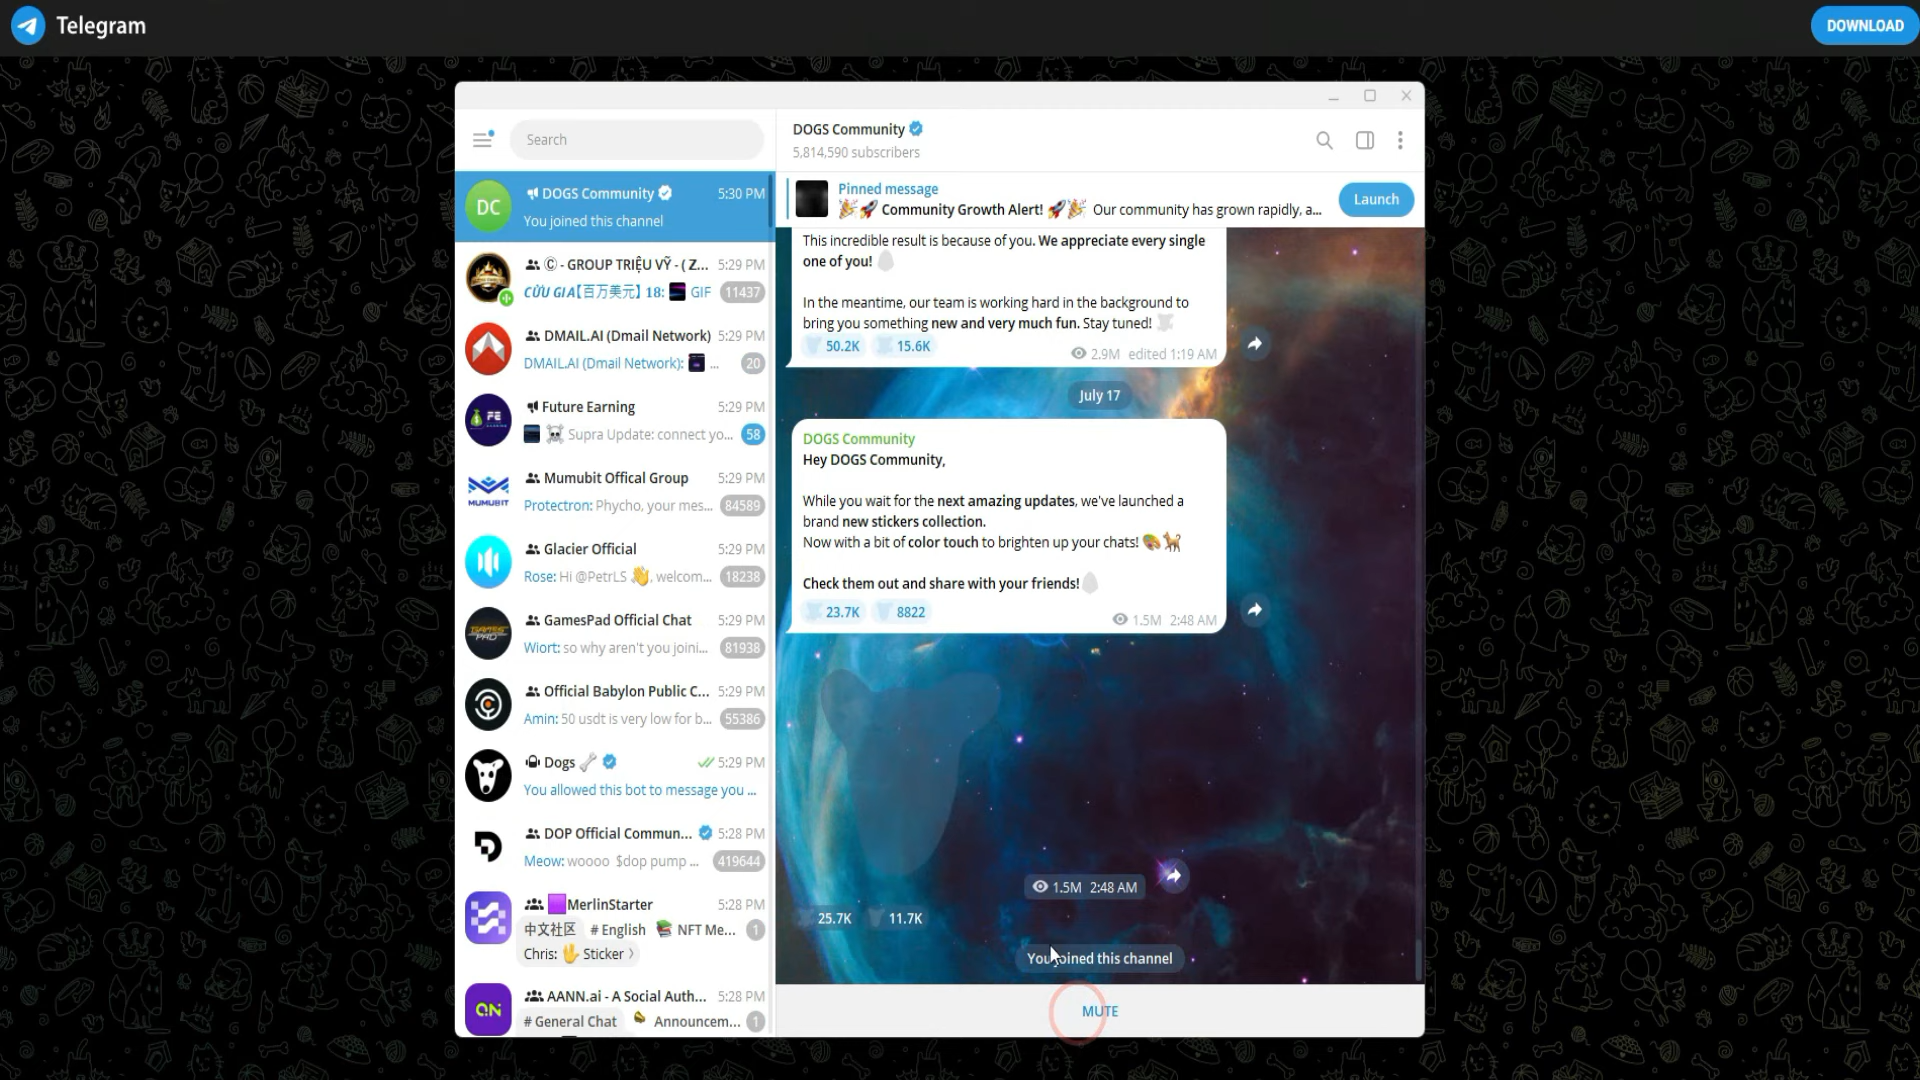 Telegram
DOWNLOAD
Search
DC
DOGS Community 5:30 PM
You joined this channel
© - GROUP TRIỆU VỸ - ( Z... 5:29 PM
CỬU GIA【百万美元】18: GIF 11437
DMAIL.AI (Dmail Network) 5:29 PM
DMAIL.AI (Dmail Network): ... 20
FE
Future Earning 5:29 PM
☠️ Supra Update: connect yo... 58
MUMUBIT
Mumubit Offical Group 5:29 PM
Protectron: Phycho, your mes... 84589
Glacier Official 5:29 PM
Rose: Hi @PetrLS 👋, welcom... 18238
GAMES PAD
GamesPad Official Chat 5:29 PM
Wiort: so why aren't you joini... 81938
Official Babylon Public C... 5:29 PM
Amin: 50 usdt is very low for b... 55386
Dogs 🦴 5:29 PM
You allowed this bot to message you ...
DOP Official Commun... 5:28 PM
Meow: woooo $dop pump ... 419644
🟪MerlinStarter 5:28 PM
中文社区 # English 📚 NFT Me... 1
Chris: 🖖 Sticker 〉
QN
AANN.ai - A Social Auth... 5:28 PM
# General Chat Announcem... 1
DOGS Community
5,814,590 subscribers
Pinned message
🎉🚀 Community Growth Alert! 🚀🎉 Our community has grown rapidly, a...
Launch
This incredible result is because of you. We appreciate every single
one of you!
In the meantime, our team is working hard in the background to
bring you something new and very much fun. Stay tuned!
50.2K 15.6K
2.9M edited 1:19 AM
July 17
DOGS Community
Hey DOGS Community,
While you wait for the next amazing updates, we've launched a
brand new stickers collection.
Now with a bit of color touch to brighten up your chats! 🎨🐕
Check them out and share with your friends!
23.7K 8822
1.5M 2:48 AM
1.5M 2:48 AM
25.7K 11.7K
You joined this channel
MUTE